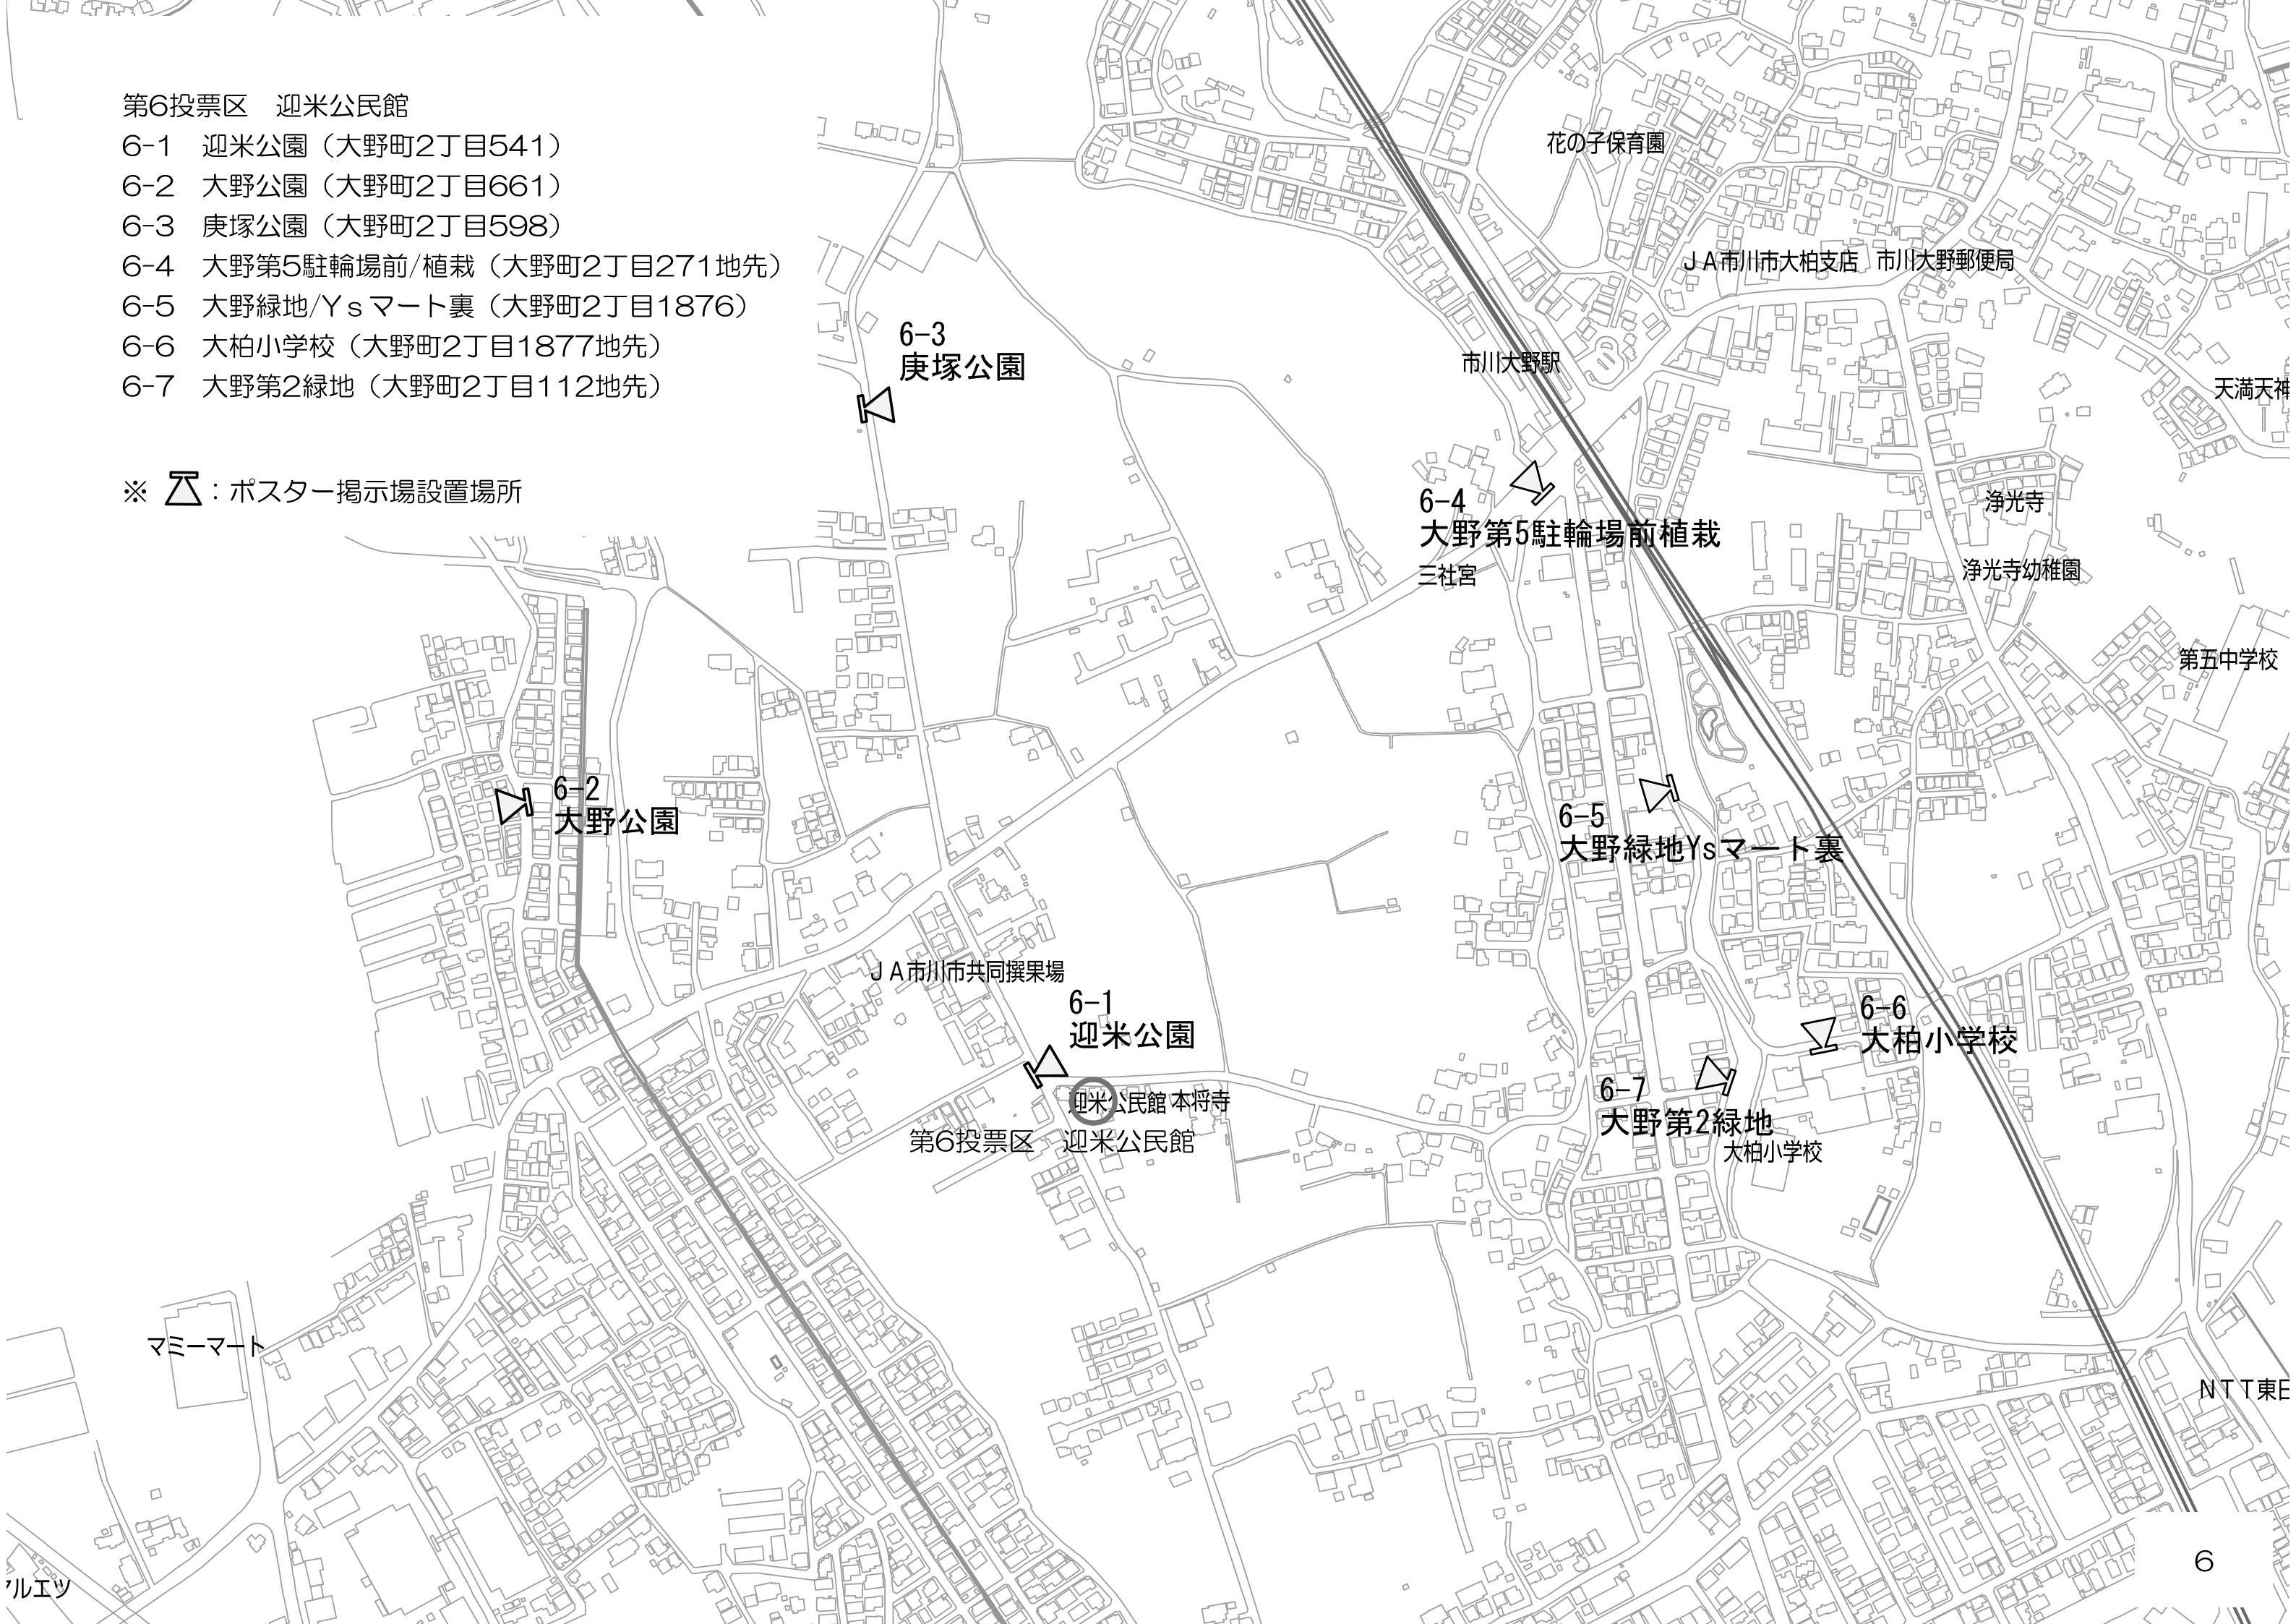 第6投票区　迎米公民館
6-1　迎米公園（大野町2丁目541）
6-2　大野公園（大野町2丁目661）
6-3　庚塚公園（大野町2丁目598）
6-4　大野第5駐輪場前/植栽（大野町2丁目271地先）
6-5　大野緑地/Yｓマート裏（大野町2丁目1876）
6-6　大柏小学校（大野町2丁目1877地先）
6-7　大野第2緑地（大野町2丁目112地先）
※　：ポスター掲示場設置場所
花の子保育園
ＪＡ市川市大柏支店　市川大野郵便局
6-3
庚塚公園
市川大野駅
天満天神
6-4
大野第5駐輪場前植栽
三社宮
浄光寺
浄光寺幼稚園
第五中学校
6-2
大野公園
6-5
大野緑地Ysマート裏
ＪＡ市川市共同撰果場
6-1
迎米公園
6-6
大柏小学校
迎米公民館 本将寺
第6投票区　迎米公民館
6-7
大野第2緑地
大柏小学校
マミーマート
ＮＴＴ東日
ルエツ
6